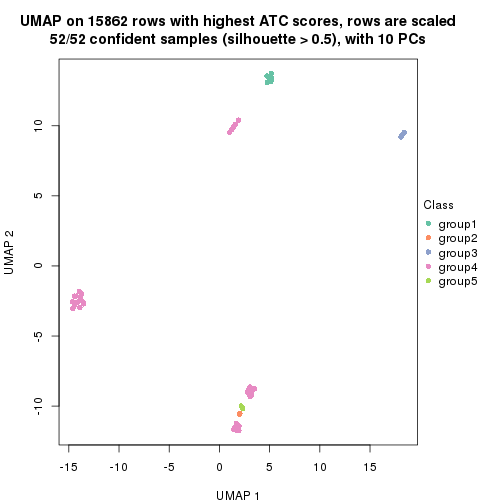 UMAP on 15862 rows with highest ATC scores, rows are scaled
52/52 confident samples (silhouette > 0.5), with 10 PCs
10
5
0
-5
-10
UMAP 2
-15
-10
-5
0
5
10
15
UMAP 1
Class
group1
group2
group3
group4
group5